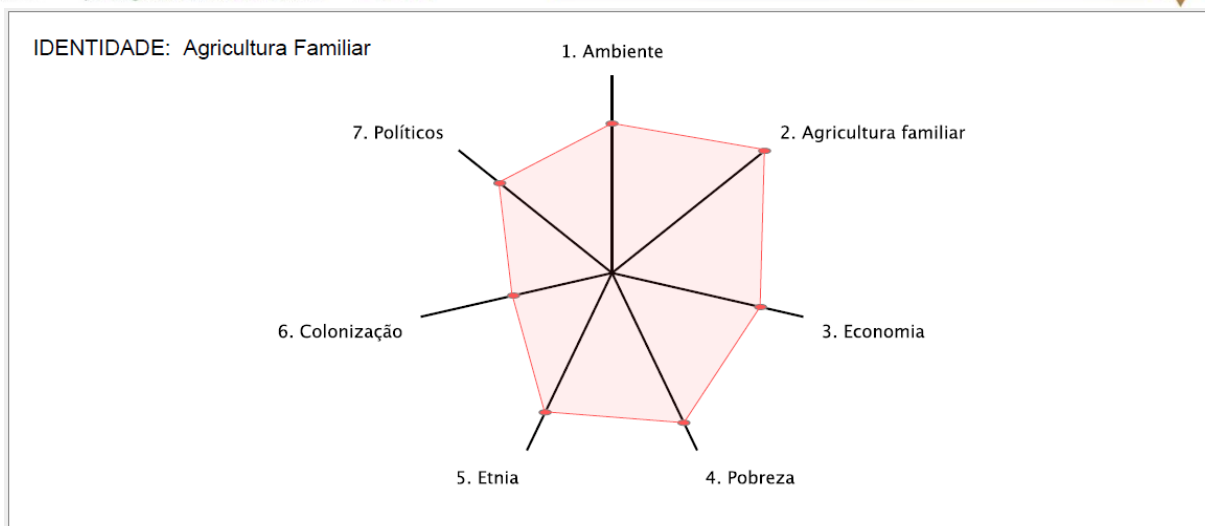 IDENTIDADE: Agricultura Familiar
1. Ambiente
7. Políticos
2. Agricultura familiar
6. Colonização
3. Economia
5. Etnia
4. Pobreza